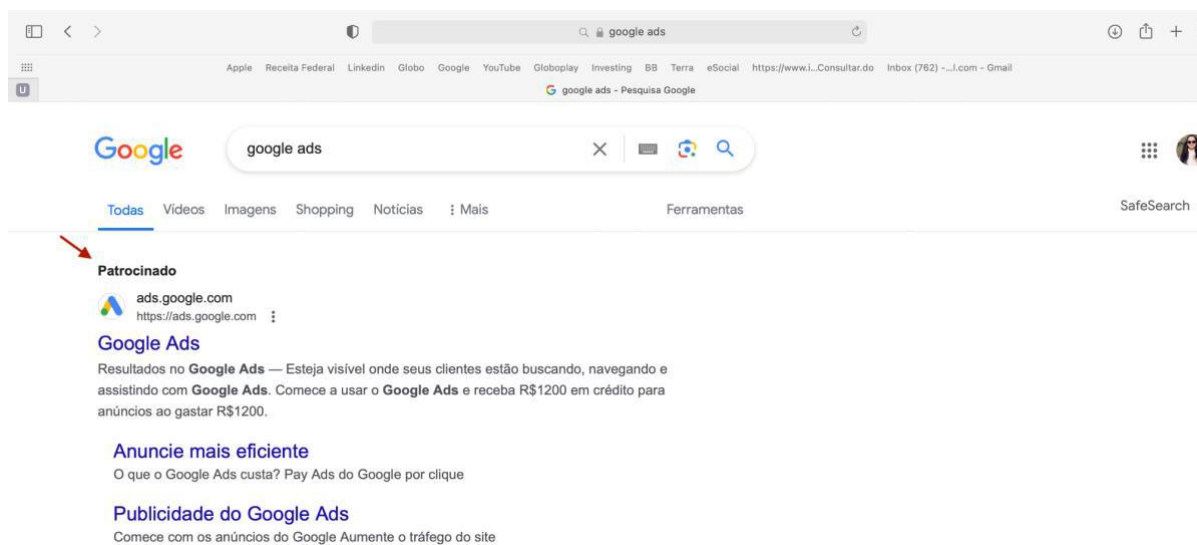 google ads
Apple Receita Federal Linkedin Globo Google YouTube Globoplay Investing BB Terra eSocial https://www.i...Consultar.do Inbox (762) -...l.com - Gmail
U
google ads - Pesquisa Google
Google
google ads
Todas Vídeos Imagens Shopping Notícias Mais Ferramentas SafeSearch
Patrocinado
ads.google.com
https://ads.google.com
Google Ads
Resultados no Google Ads — Esteja visível onde seus clientes estão buscando, navegando e
assistindo com Google Ads. Comece a usar o Google Ads e receba R$1200 em crédito para
anúncios ao gastar R$1200.
Anuncie mais eficiente
O que o Google Ads custa? Pay Ads do Google por clique
Publicidade do Google Ads
Comece com os anúncios do Google Aumente o tráfego do site